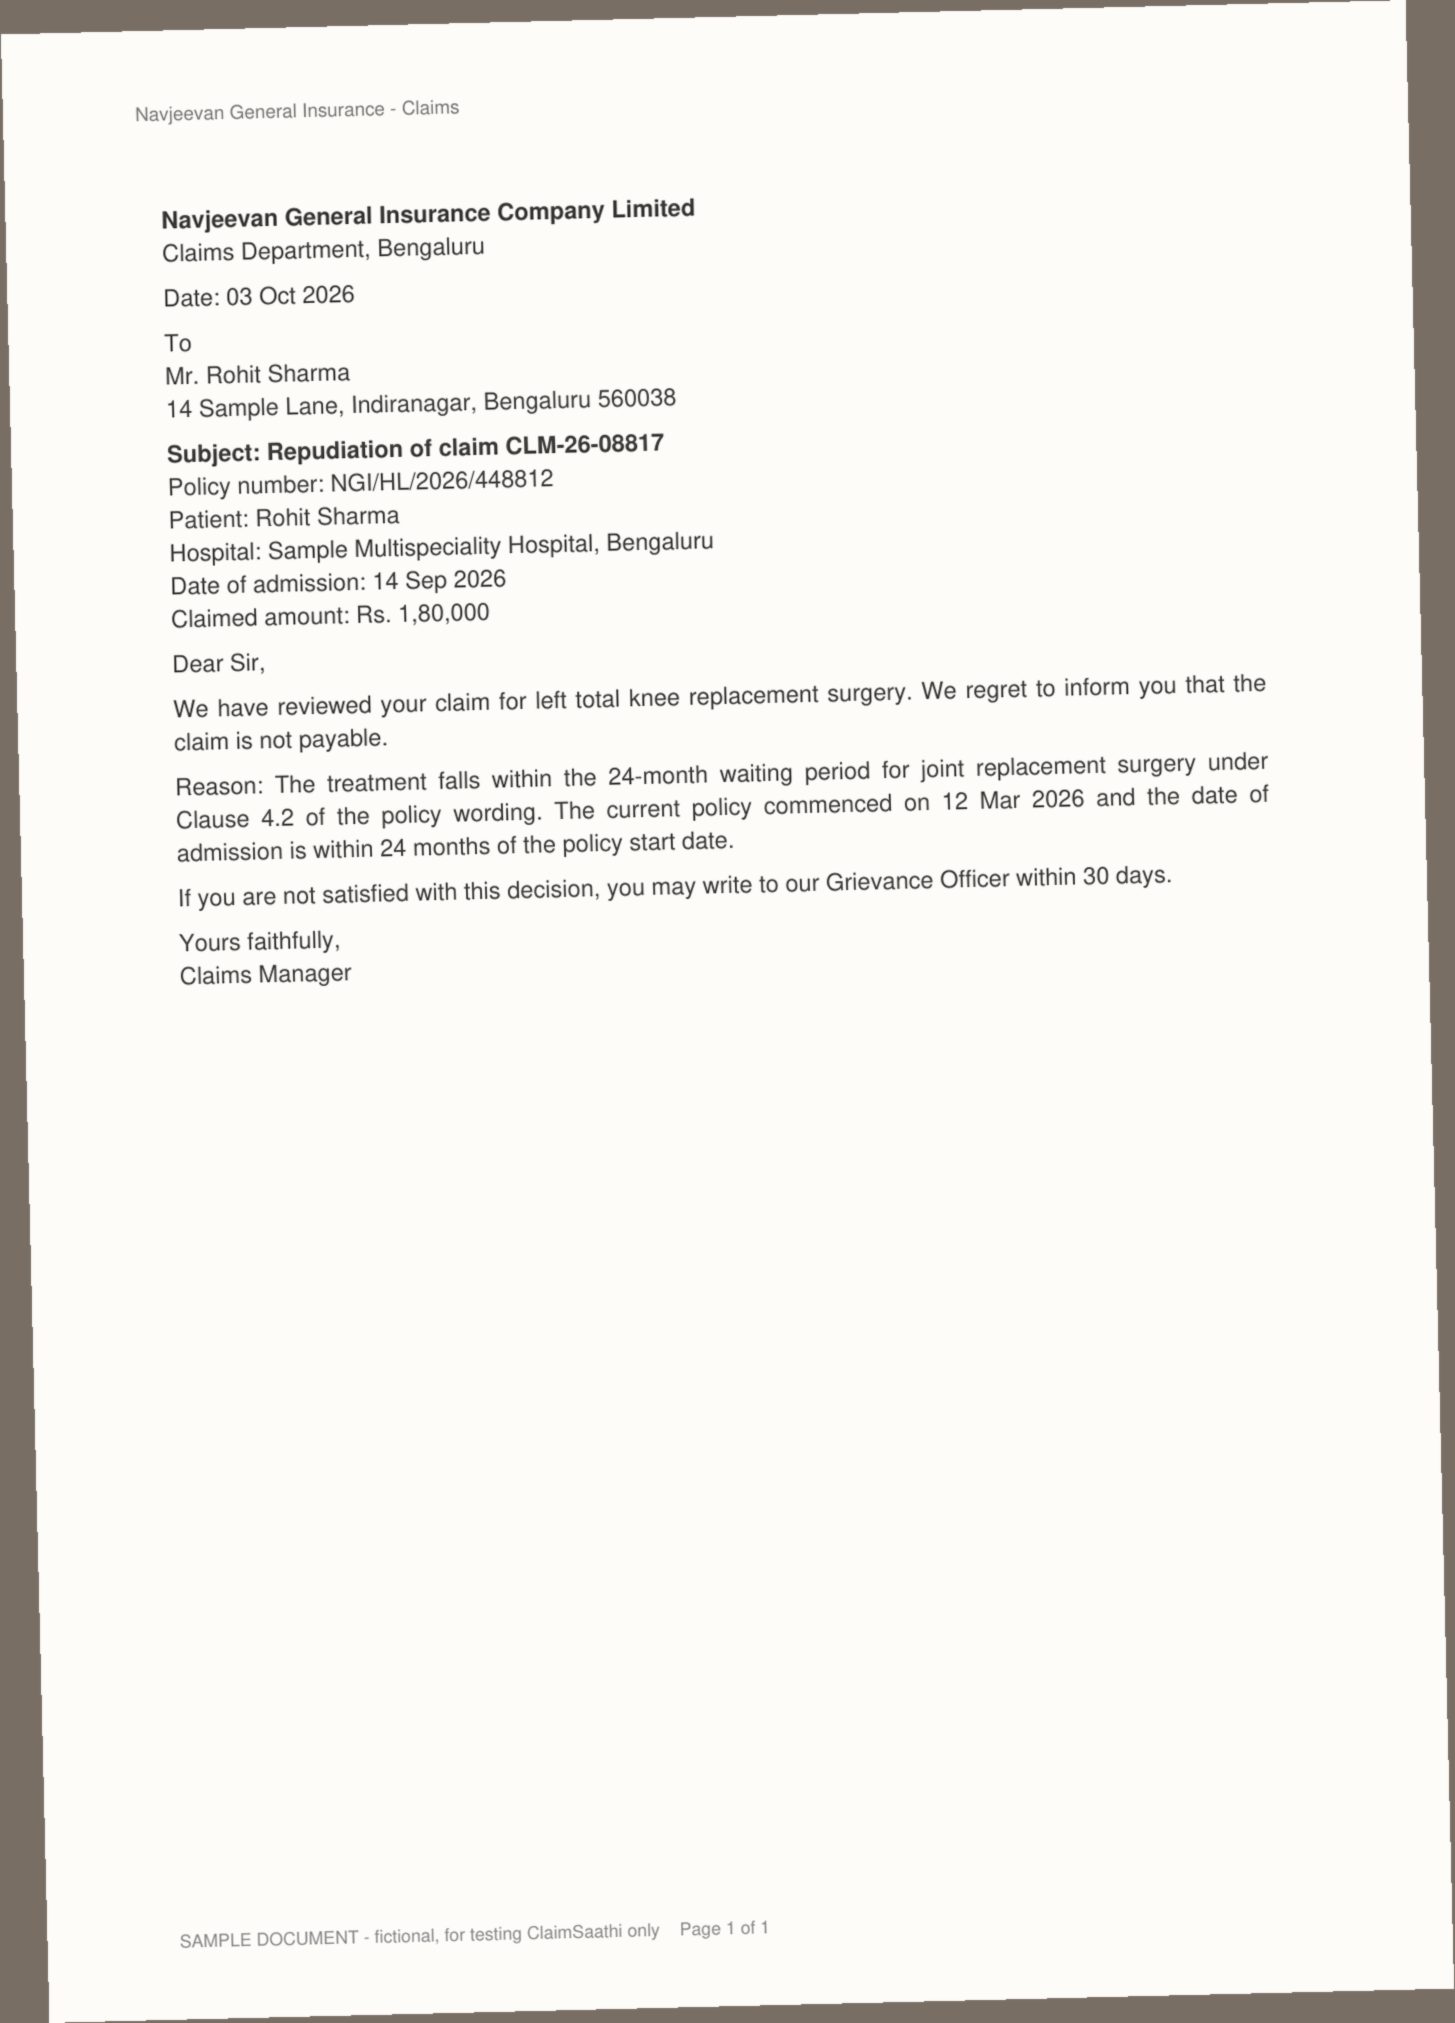 Navjeevan General Insurance - Claims
Navjeevan General Insurance Company Limited
Claims Department, Bengaluru
Date: 03 Oct 2026
To
Mr. Rohit Sharma
14 Sample Lane, Indiranagar, Bengaluru 560038
Subject: Repudiation of claim CLM-26-08817
Policy number: NGI/HL/2026/448812
Patient: Rohit Sharma
Hospital: Sample Multispeciality Hospital, Bengaluru
Date of admission: 14 Sep 2026
Claimed amount: Rs. 1,80,000
Dear Sir,
We have reviewed your claim for left total knee replacement surgery. We regret to inform you that the
claim is not payable.
Reason: The treatment falls within the 24-month waiting period for joint replacement surgery under
Clause 4.2 of the policy wording. The current policy commenced on 12 Mar 2026 and the date of
admission is within 24 months of the policy start date.
If you are not satisfied with this decision, you may write to our Grievance Officer within 30 days.
Yours faithfully,
Claims Manager
SAMPLE DOCUMENT - fictional, for testing ClaimSaathi only Page 1 of 1